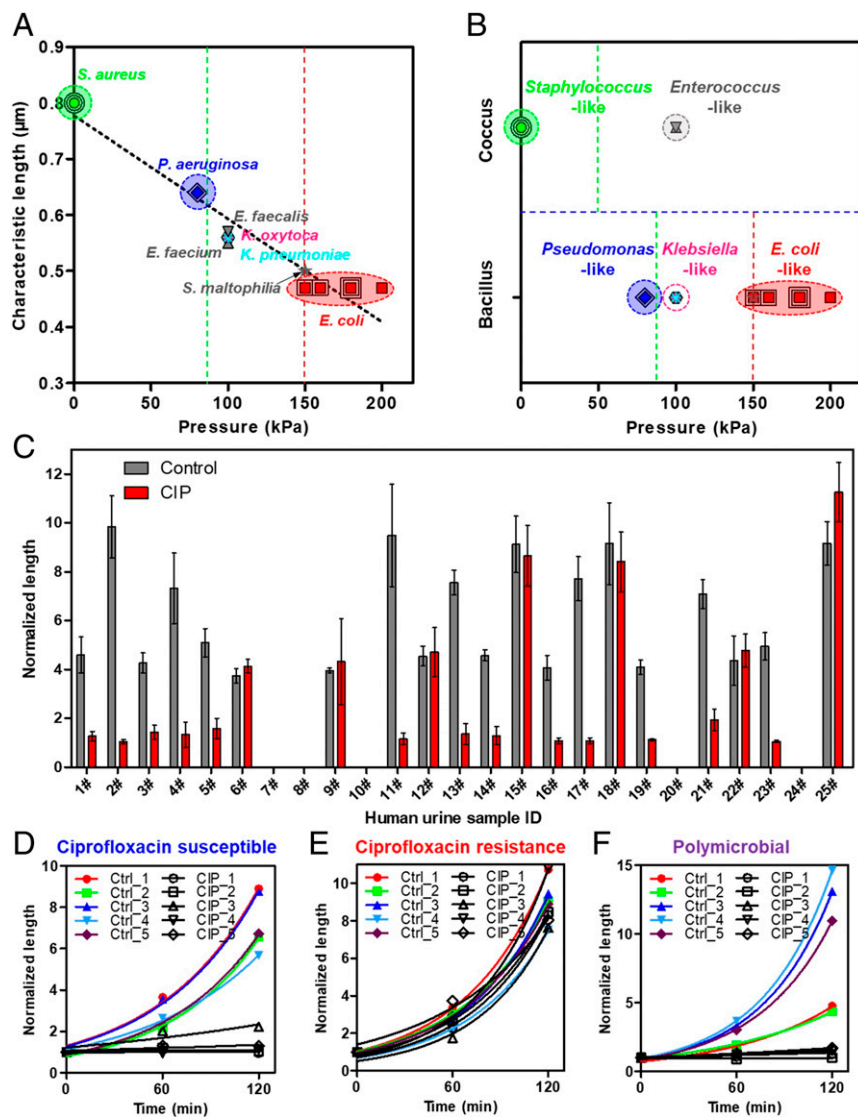 A
Characteristic length (µm)
0.9
0.8
0.7
0.6
0.5
0.4
0.3
S. aureus
P. aeruginosa
E. faecalis
K. oxytoca
E. faecium
K. pneumoniae
S. maltophilia
E. coli
0 50 100 150 200
Pressure (kPa)
B
Coccus
Bacillus
Staphylococcus
-like
Enterococcus
-like
Pseudomonas
-like
Klebsiella
-like
E. coli
-like
0 50 100 150 200
Pressure (kPa)
C
Normalized length
12
10
8
6
4
2
0
Control
CIP
1# 2# 3# 4# 5# 6# 7# 8# 9# 10# 11# 12# 13# 14# 15# 16# 17# 18# 19# 20# 21# 22# 23# 24# 25#
Human urine sample ID
D Ciprofloxacin susceptible
Normalized length
10
8
6
4
2
0
Ctrl_1 CIP_1
Ctrl_2 CIP_2
Ctrl_3 CIP_3
Ctrl_4 CIP_4
Ctrl_5 CIP_5
0 60 120
Time (min)
E Ciprofloxacin resistance
Normalized length
10
8
6
4
2
0
Ctrl_1 CIP_1
Ctrl_2 CIP_2
Ctrl_3 CIP_3
Ctrl_4 CIP_4
Ctrl_5 CIP_5
0 60 120
Time (min)
F Polymicrobial
Normalized length
15
10
5
0
Ctrl_1 CIP_1
Ctrl_2 CIP_2
Ctrl_3 CIP_3
Ctrl_4 CIP_4
Ctrl_5 CIP_5
0 60 120
Time (min)